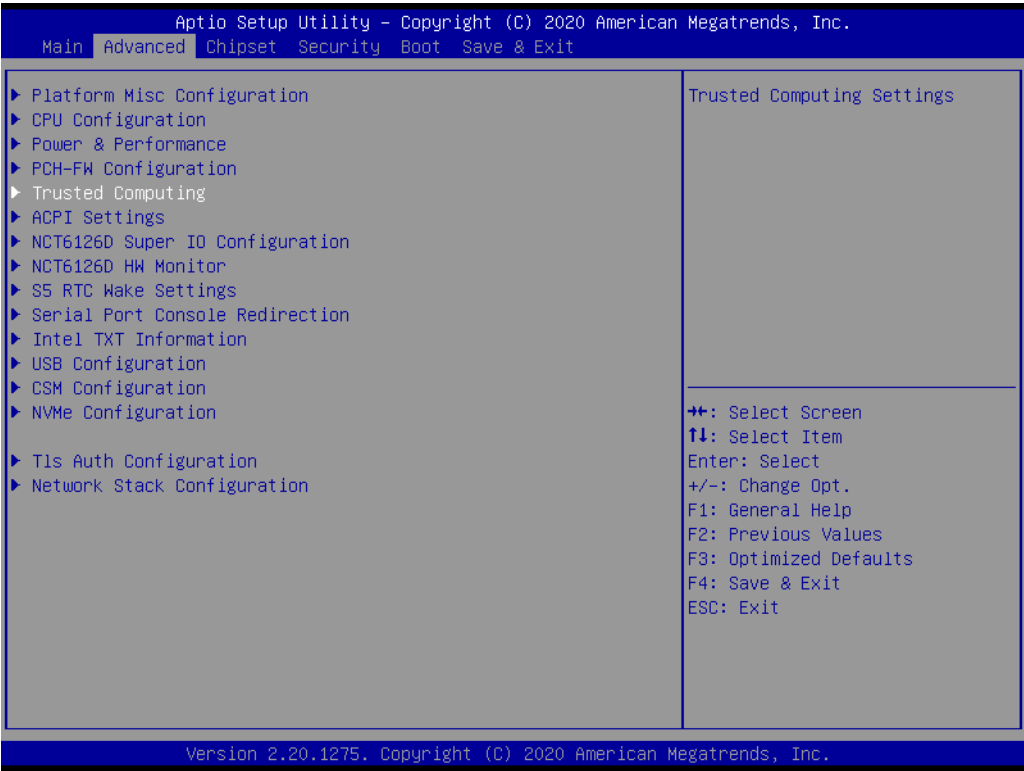 Aptio Setup Utility – Copyright (C) 2020 American Megatrends, Inc.
Main Advanced Chipset Security Boot Save & Exit
▶ Platform Misc Configuration
▶ CPU Configuration
▶ Power & Performance
▶ PCH-FW Configuration
▶ Trusted Computing
▶ ACPI Settings
▶ NCT6126D Super IO Configuration
▶ NCT6126D HW Monitor
▶ S5 RTC Wake Settings
▶ Serial Port Console Redirection
▶ Intel TXT Information
▶ USB Configuration
▶ CSM Configuration
▶ NVMe Configuration
▶ Tls Auth Configuration
▶ Network Stack Configuration
Trusted Computing Settings
→←: Select Screen
↑↓: Select Item
Enter: Select
+/-: Change Opt.
F1: General Help
F2: Previous Values
F3: Optimized Defaults
F4: Save & Exit
ESC: Exit
Version 2.20.1275. Copyright (C) 2020 American Megatrends, Inc.